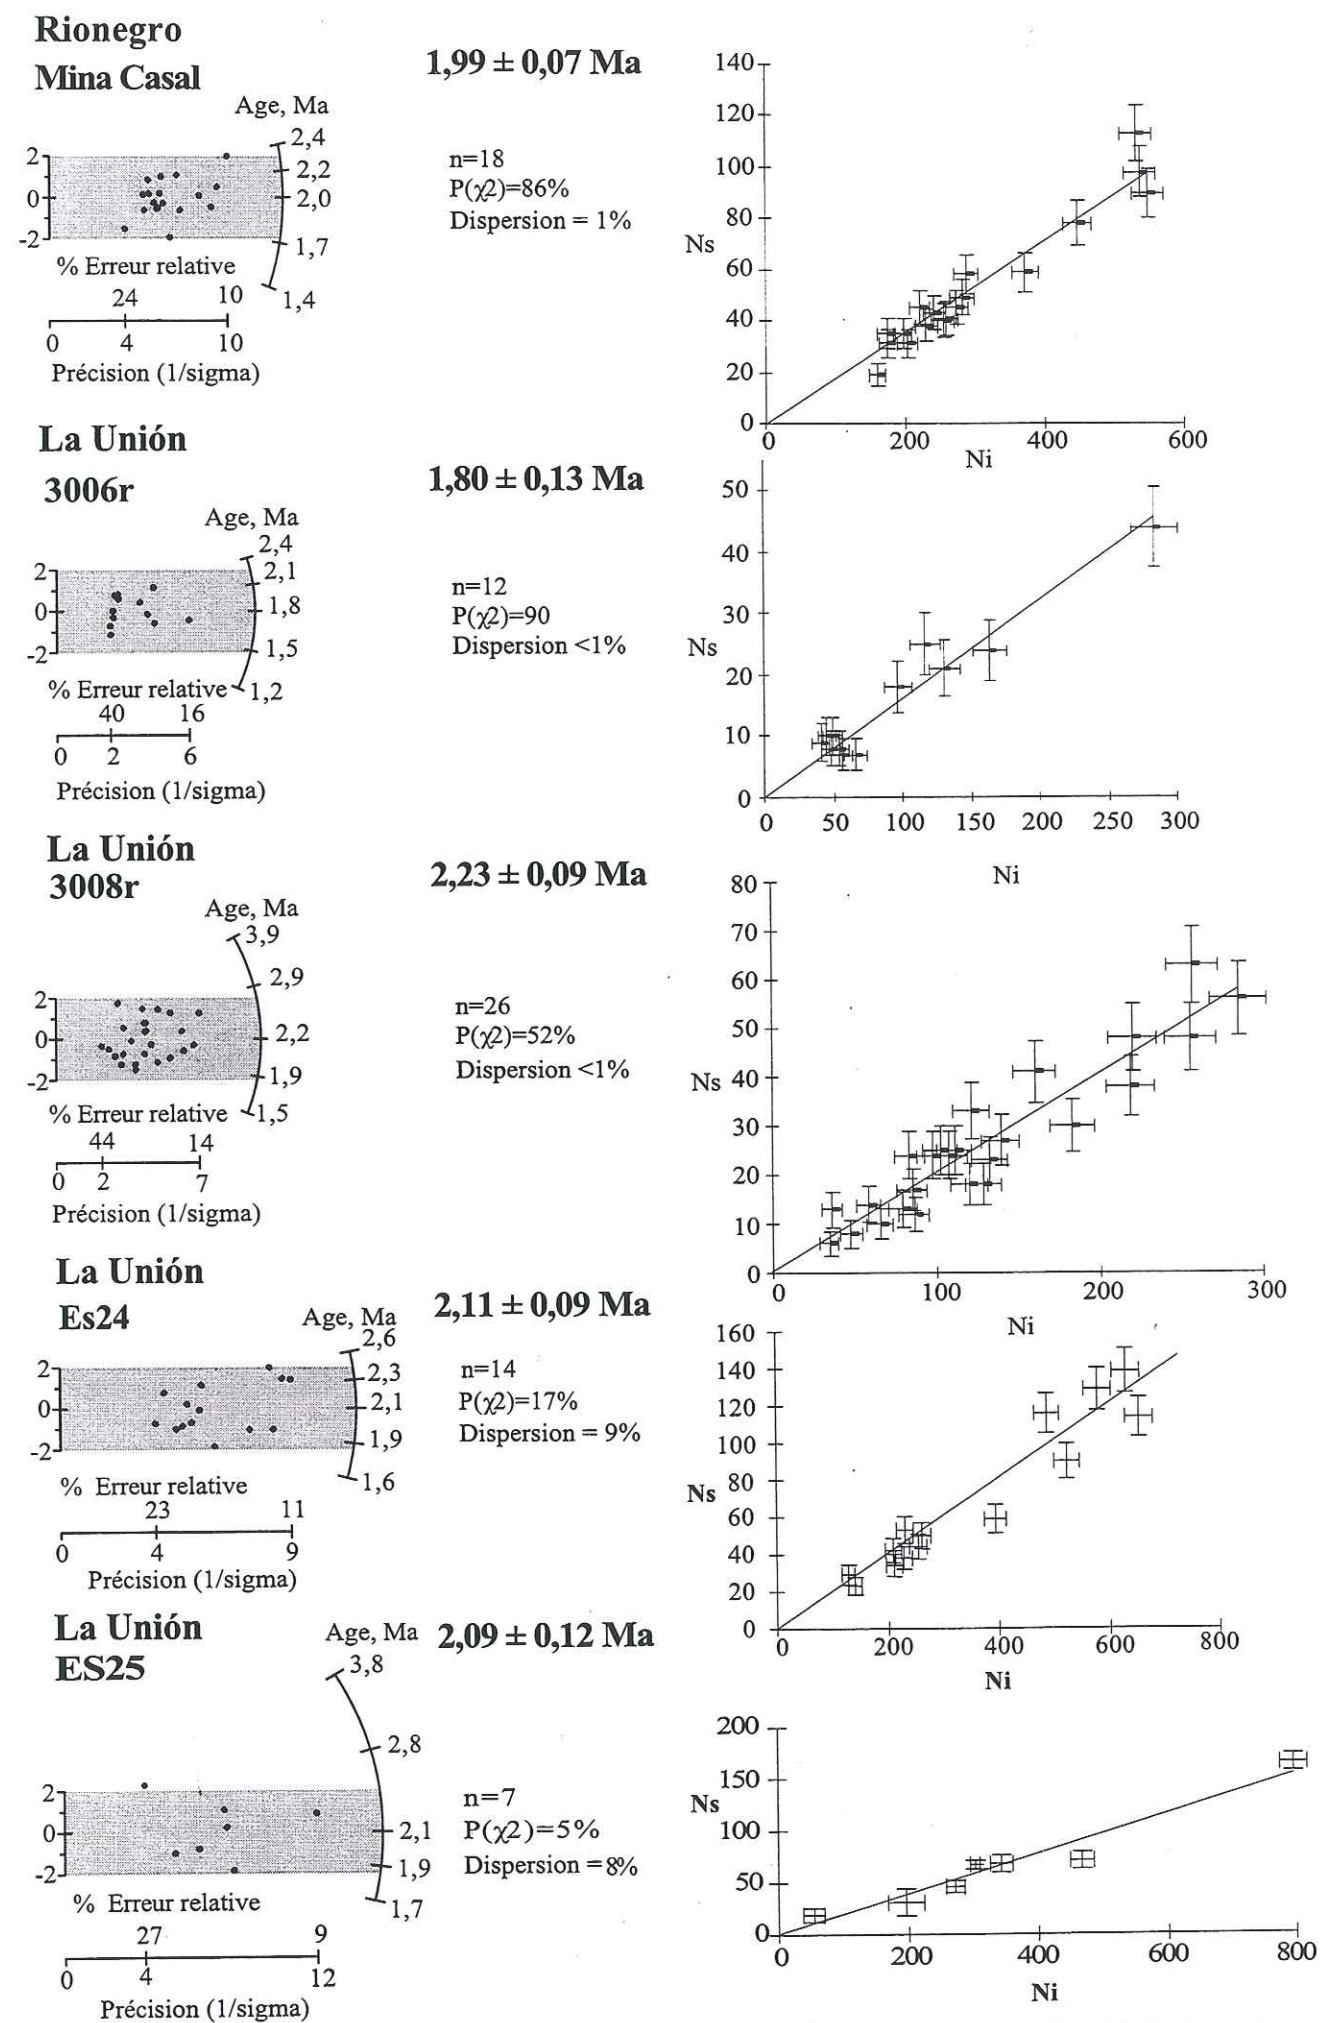 Rionegro
Mina Casal
1,99 ± 0,07 Ma
Age, Ma
2,4
2,2
2,0
1,7
1,4
2
0
-2
% Erreur relative
24 10
0 4 10
Précision (1/sigma)
n=18
P(χ2)=86%
Dispersion = 1%
140
120
100
80
Ns
60
40
20
0
0 200 400 600
Ni
La Unión
3006r
1,80 ± 0,13 Ma
Age, Ma
2,4
2,1
1,8
1,5
1,2
2
0
-2
% Erreur relative
40 16
0 2 6
Précision (1/sigma)
n=12
P(χ2)=90
Dispersion <1%
50
40
30
Ns
20
10
0
0 50 100 150 200 250 300
Ni
La Unión
3008r
2,23 ± 0,09 Ma
Age, Ma
3,9
2,9
2,2
1,9
1,5
2
0
-2
% Erreur relative
44 14
0 2 7
Précision (1/sigma)
n=26
P(χ2)=52%
Dispersion <1%
80
70
60
50
40
Ns
30
20
10
0
0 100 200 300
Ni
La Unión
Es24
2,11 ± 0,09 Ma
Age, Ma
2,6
2,3
2,1
1,9
1,6
2
0
-2
% Erreur relative
23 11
0 4 9
Précision (1/sigma)
n=14
P(χ2)=17%
Dispersion = 9%
160
140
120
100
80
Ns
60
40
20
0
0 200 400 600 800
Ni
La Unión
ES25
Age, Ma
2,09 ± 0,12 Ma
3,8
2,8
2,1
1,9
1,7
2
0
-2
% Erreur relative
27 9
0 4 12
Précision (1/sigma)
n=7
P(χ2)=5%
Dispersion = 8%
200
150
Ns
100
50
0
0 200 400 600 800
Ni